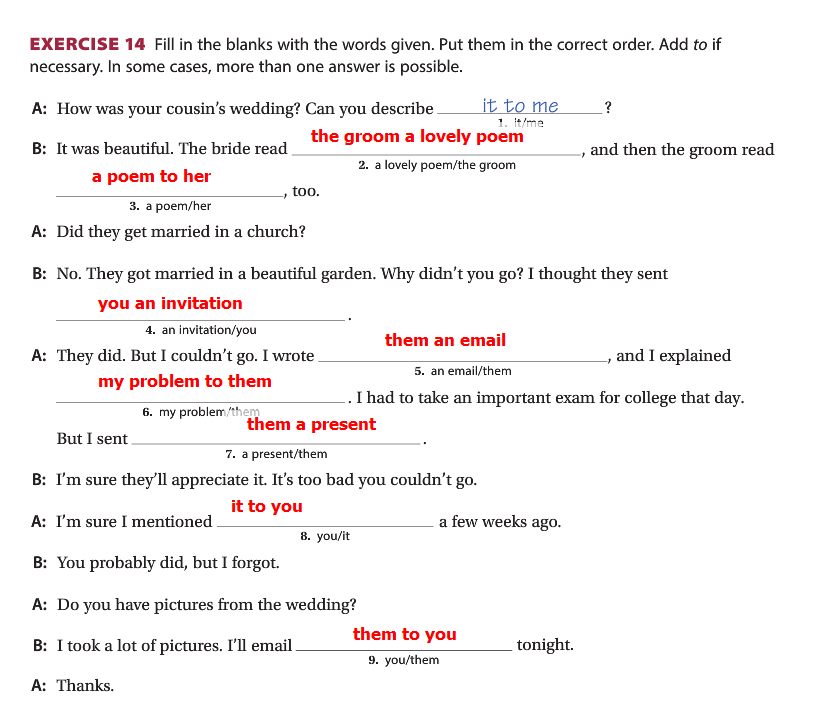 EXERCISE 14 Fill in the blanks with the words given. Put them in the correct order. Add to if
necessary. In some cases, more than one answer is possible.
A: How was your cousin's wedding? Can you describe it to me ?
1. it/me
the groom a lovely poem
B: It was beautiful. The bride read , and then the groom read
2. a lovely poem/the groom
a poem to her
, too.
3. a poem/her
A: Did they get married in a church?
B: No. They got married in a beautiful garden. Why didn't you go? I thought they sent
you an invitation
.
4. an invitation/you
them an email
A: They did. But I couldn't go. I wrote , and I explained
5. an email/them
my problem to them
. I had to take an important exam for college that day.
6. my problem/them
them a present
But I sent .
7. a present/them
B: I'm sure they'll appreciate it. It's too bad you couldn't go.
it to you
A: I'm sure I mentioned a few weeks ago.
8. you/it
B: You probably did, but I forgot.
A: Do you have pictures from the wedding?
them to you
B: I took a lot of pictures. I'll email tonight.
9. you/them
A: Thanks.